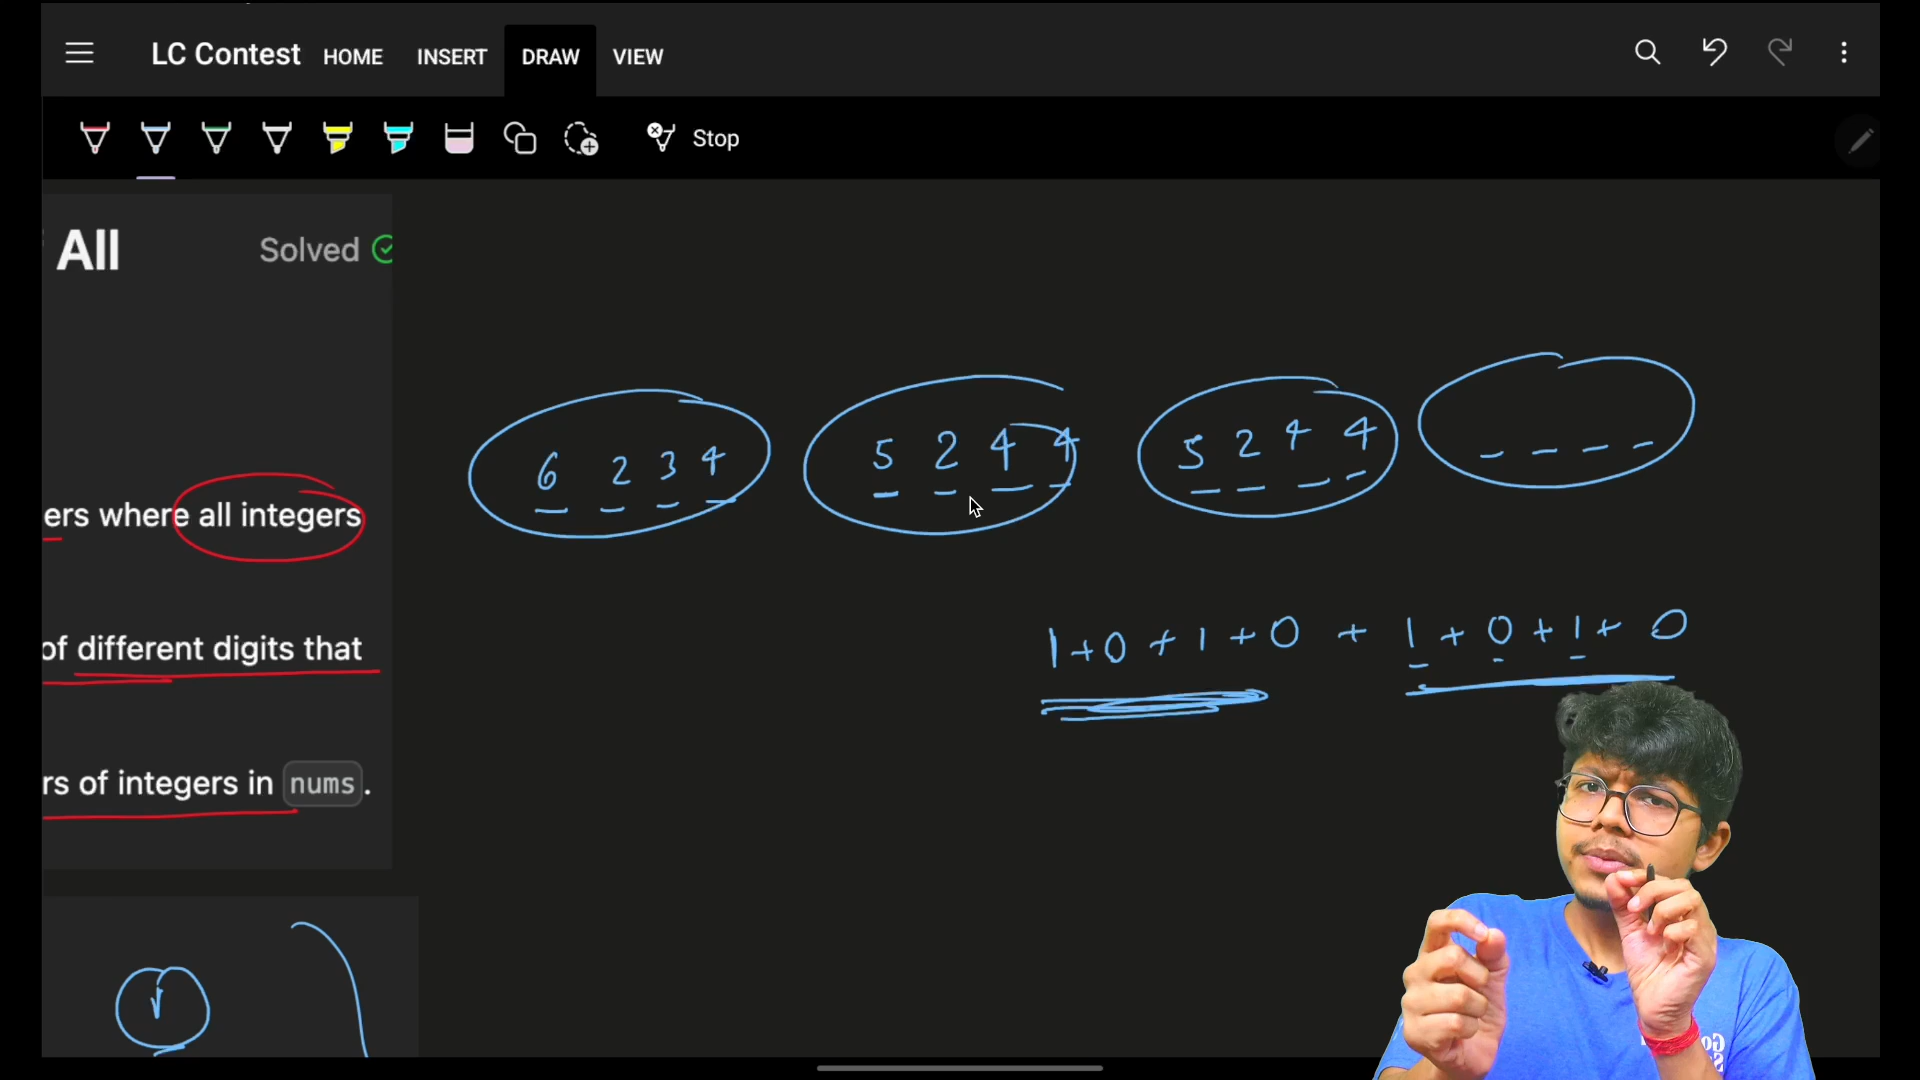 LC Contest HOME INSERT DRAW VIEW
Stop
All Solved
ers where all integers
of different digits that
rs of integers in nums.
6 2 3 4
5 2 4 4
5 2 4 4
1+0+1+0 + 1+0+1+0